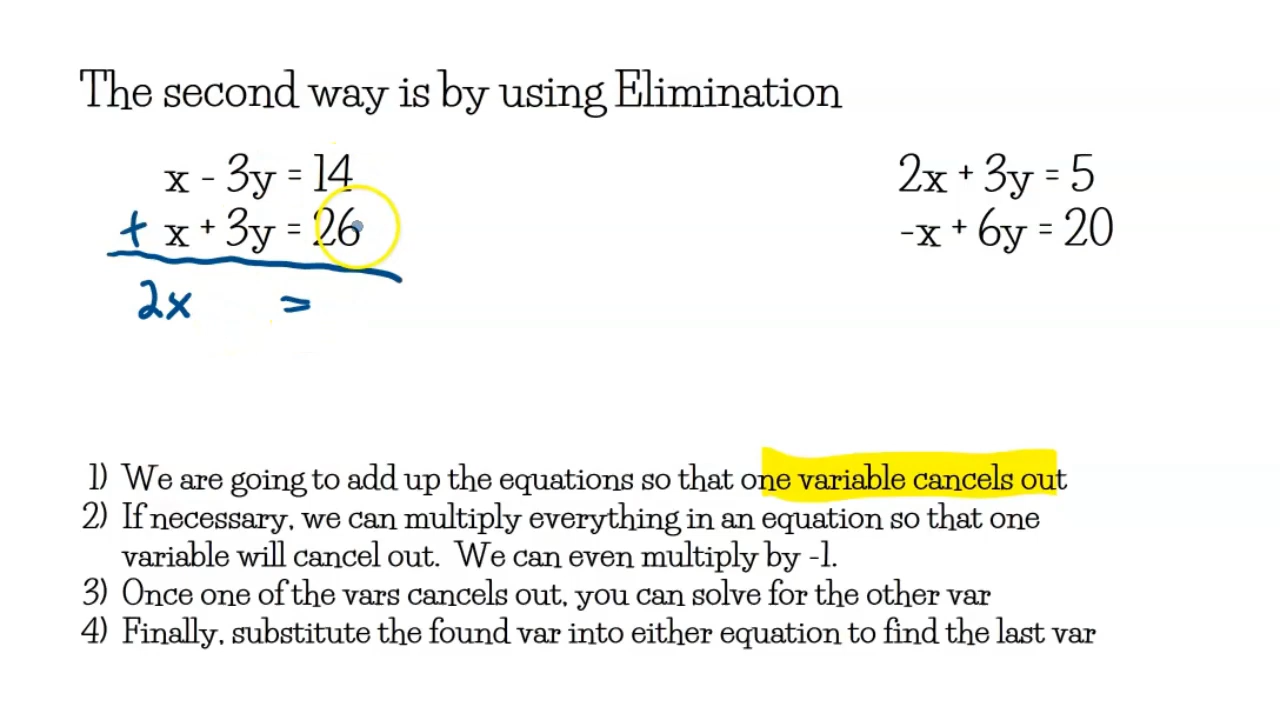 The second way is by using Elimination
x - 3y = 14
+ x + 3y = 26
2x =
2x + 3y = 5
-x + 6y = 20
1) We are going to add up the equations so that one variable cancels out
2) If necessary, we can multiply everything in an equation so that one
variable will cancel out. We can even multiply by -1.
3) Once one of the vars cancels out, you can solve for the other var
4) Finally, substitute the found var into either equation to find the last var